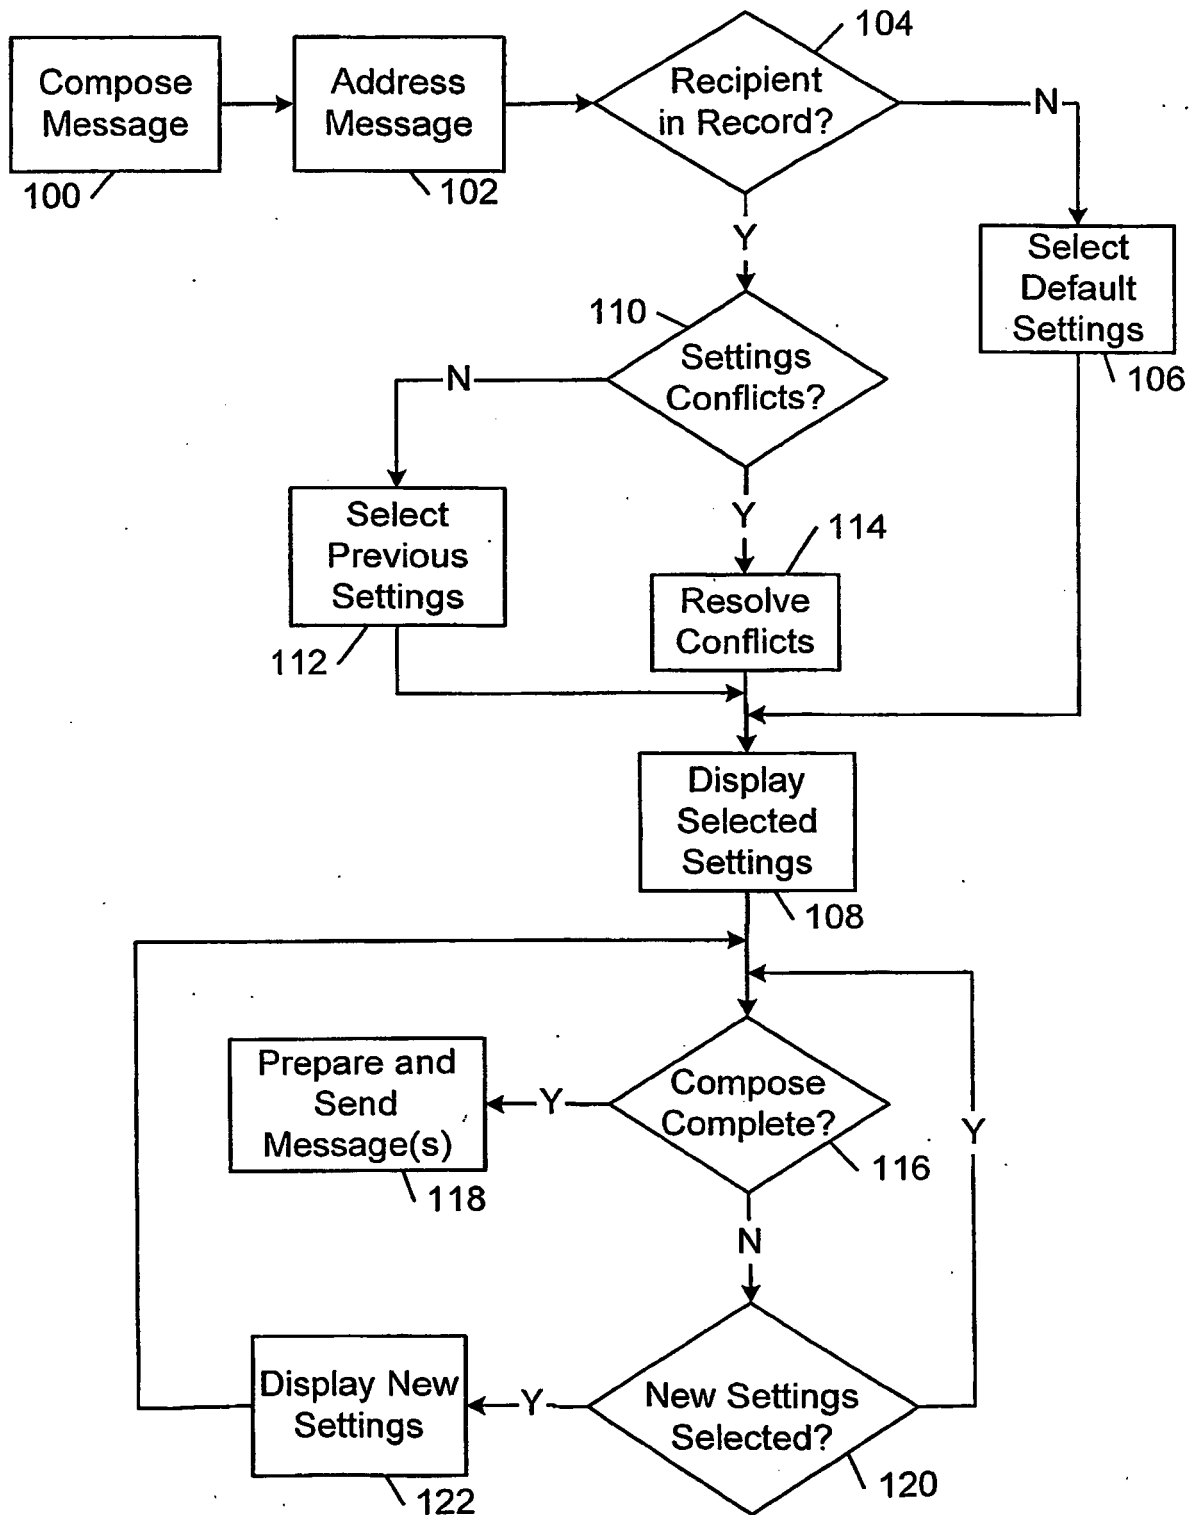 Compose
Message
100
Address
Message
102
Recipient
in Record?
104
N
Y
Select
Default
Settings
106
110
Settings
Conflicts?
N
Y
Select
Previous
Settings
112
114
Resolve
Conflicts
Display
Selected
Settings
108
Compose
Complete?
116
Y
Prepare and
Send
Message(s)
118
N
Y
New Settings
Selected?
120
Y
Display New
Settings
122